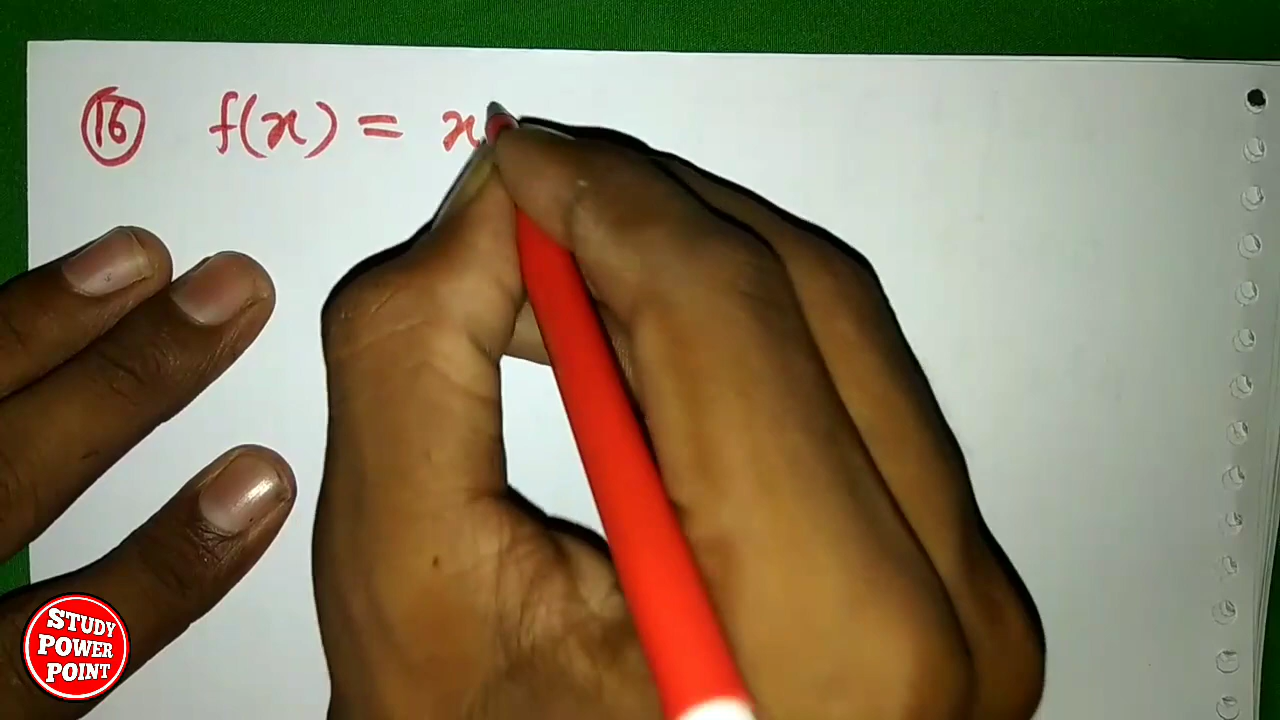 16 f(x) = x
STUDY
POWER
POINT